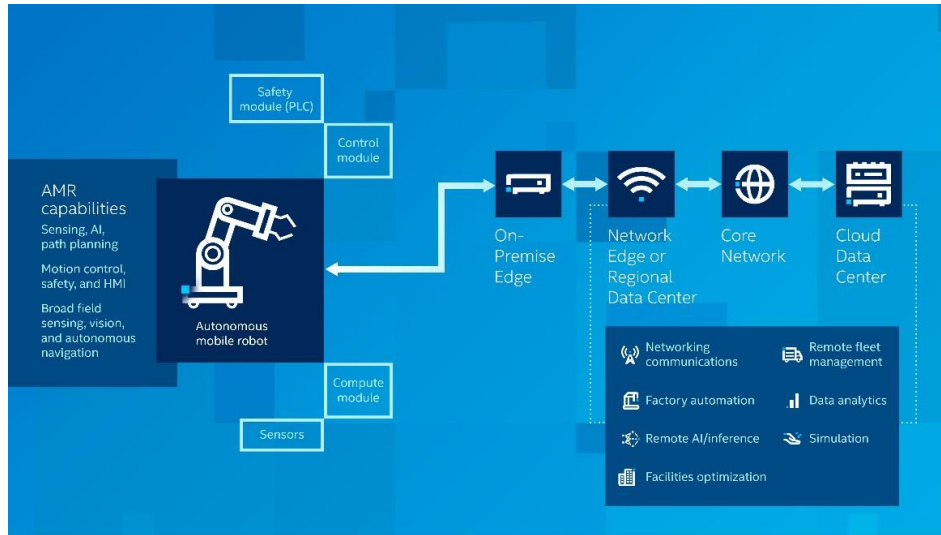 Safety
module (PLC)
Control
module
AMR
capabilities
Sensing, AI,
path planning
Motion control,
safety, and HMI
Broad field
sensing, vision,
and autonomous
navigation
Autonomous
mobile robot
Compute
module
Sensors
On-
Premise
Edge
Network
Edge or
Regional
Data Center
Core
Network
Cloud
Data
Center
Networking
communications
Remote fleet
management
Factory automation
Data analytics
Remote AI/inference
Simulation
Facilities optimization